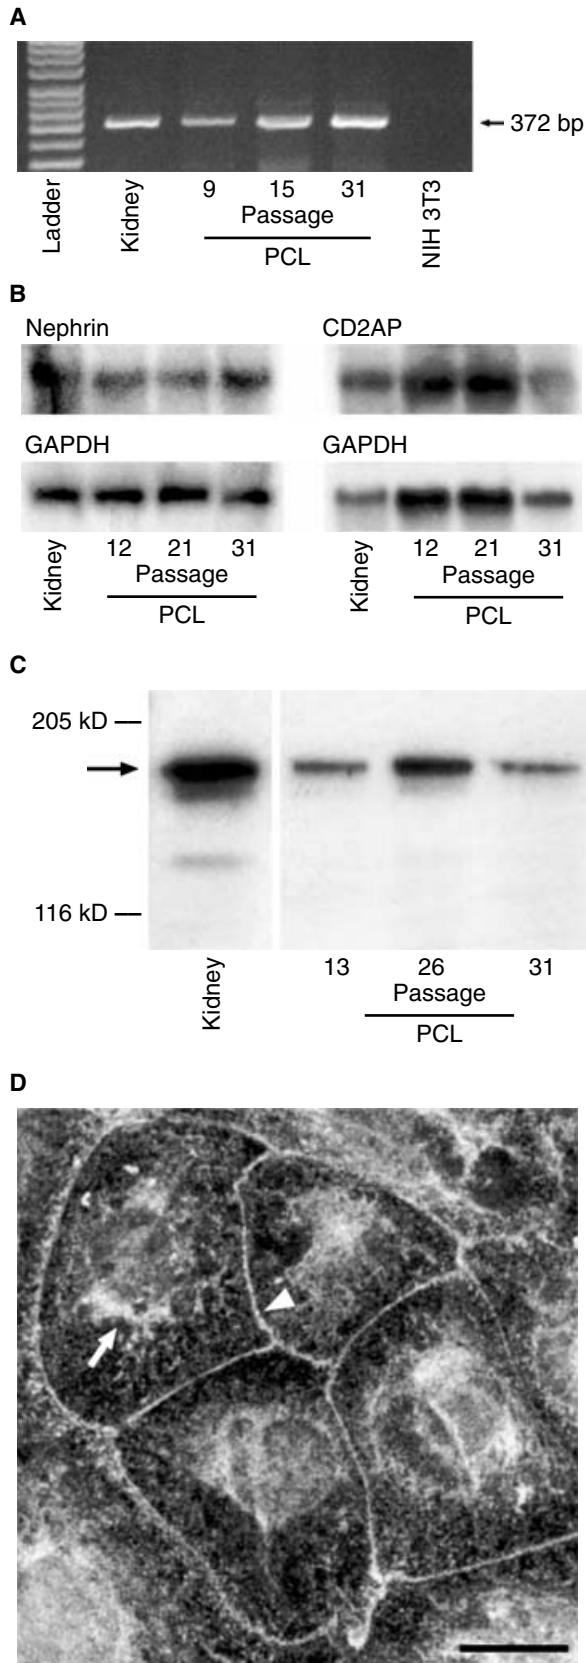 A
372 bp
Ladder
Kidney
9 15 31
Passage
PCL
NIH 3T3
B
Nephrin
CD2AP
GAPDH
GAPDH
Kidney
12 21 31
Passage
PCL
Kidney
12 21 31
Passage
PCL
C
205 kD
116 kD
Kidney
13 26 31
Passage
PCL
D